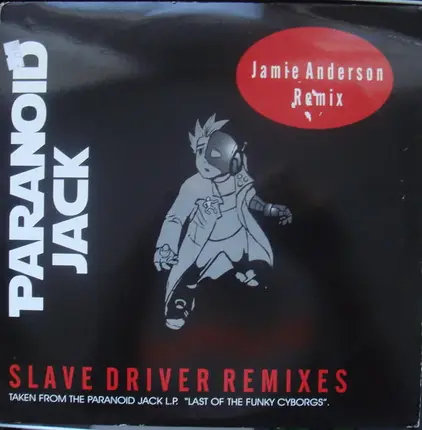 PARANOID
JACK
Jamie Anderson
Remix
SLAVE DRIVER REMIXES
TAKEN FROM THE PARANOID JACK L.P. "LAST OF THE FUNKY CYBORGS".